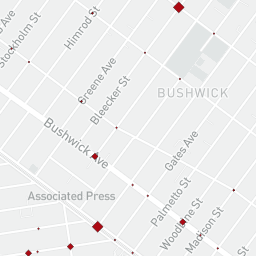 Stockholm St
Ave
Himrod St
Greene Ave
Bleecker St
BUSHWICK
Bushwick Ave
Gates Ave
Associated Press
Palmetto St
Woodbine St
Madison St